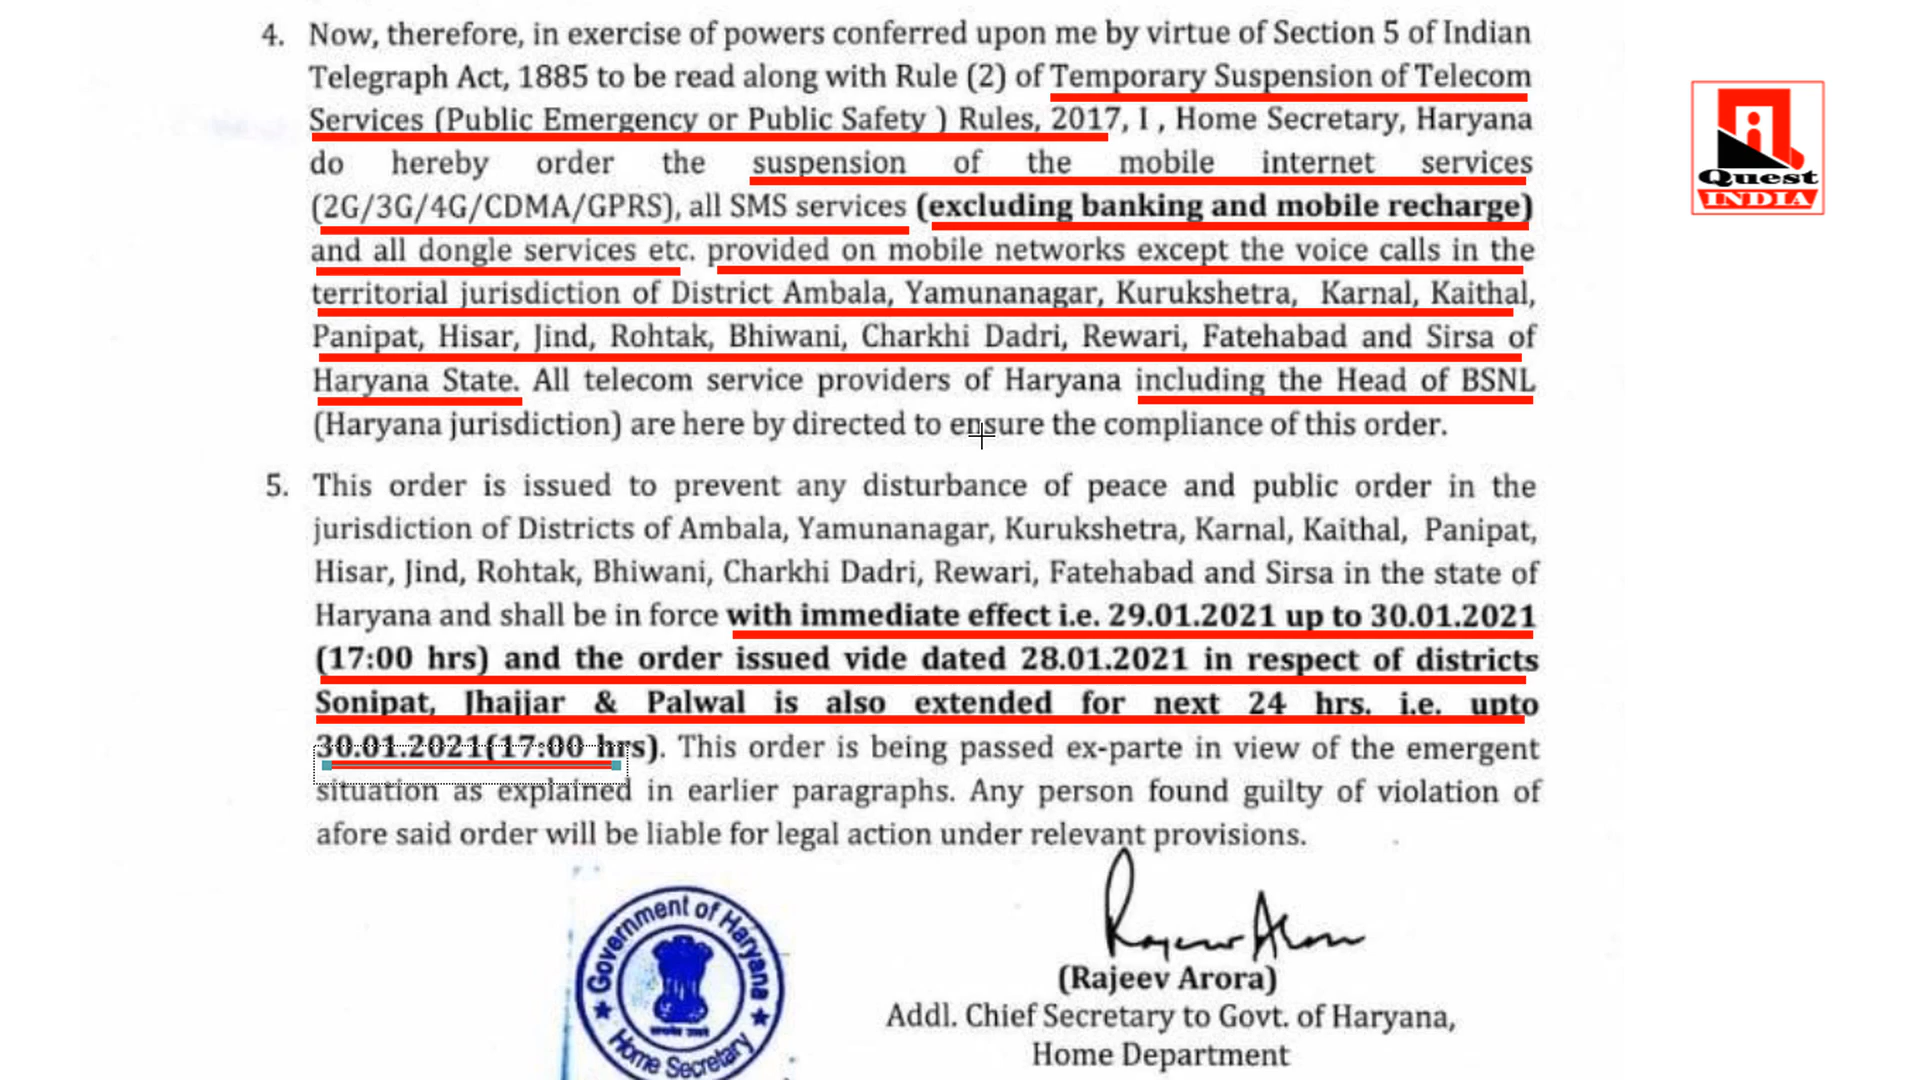 4. Now, therefore, in exercise of powers conferred upon me by virtue of Section 5 of Indian
Telegraph Act, 1885 to be read along with Rule (2) of Temporary Suspension of Telecom
Services (Public Emergency or Public Safety ) Rules, 2017, I , Home Secretary, Haryana
do hereby order the suspension of the mobile internet services
(2G/3G/4G/CDMA/GPRS), all SMS services (excluding banking and mobile recharge)
and all dongle services etc. provided on mobile networks except the voice calls in the
territorial jurisdiction of District Ambala, Yamunanagar, Kurukshetra, Karnal, Kaithal,
Panipat, Hisar, Jind, Rohtak, Bhiwani, Charkhi Dadri, Rewari, Fatehabad and Sirsa of
Haryana State. All telecom service providers of Haryana including the Head of BSNL
(Haryana jurisdiction) are here by directed to ensure the compliance of this order.
5. This order is issued to prevent any disturbance of peace and public order in the
jurisdiction of Districts of Ambala, Yamunanagar, Kurukshetra, Karnal, Kaithal, Panipat,
Hisar, Jind, Rohtak, Bhiwani, Charkhi Dadri, Rewari, Fatehabad and Sirsa in the state of
Haryana and shall be in force with immediate effect i.e. 29.01.2021 up to 30.01.2021
(17:00 hrs) and the order issued vide dated 28.01.2021 in respect of districts
Sonipat, Jhajjar & Palwal is also extended for next 24 hrs. i.e. upto
30.01.2021(17:00 hrs). This order is being passed ex-parte in view of the emergent
situation as explained in earlier paragraphs. Any person found guilty of violation of
afore said order will be liable for legal action under relevant provisions.
(Rajeev Arora)
Addl. Chief Secretary to Govt. of Haryana,
Home Department
Government of Haryana
Home Secretary
i
Quest
INDIA